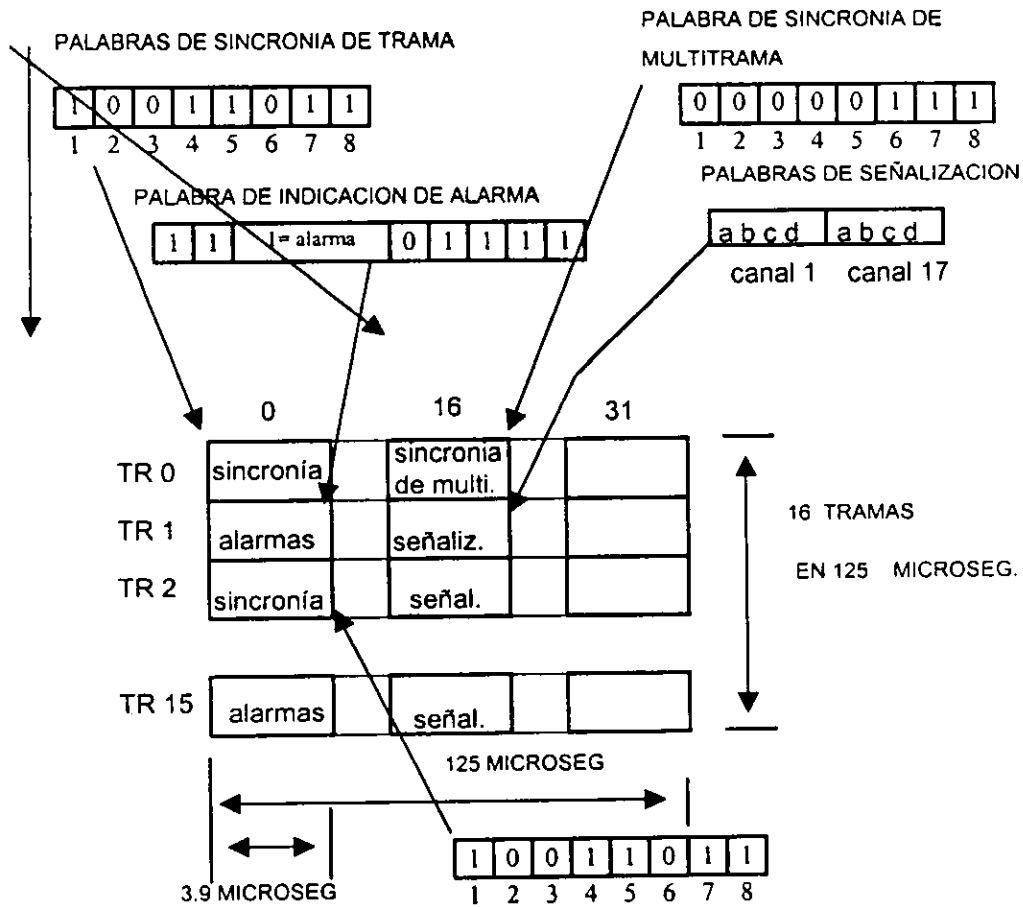 PALABRAS DE SINCRONIA DE TRAMA
1 0 0 1 1 0 1 1
1 2 3 4 5 6 7 8
PALABRA DE SINCRONIA DE
MULTITRAMA
0 0 0 0 0 1 1 1
1 2 3 4 5 6 7 8
PALABRA DE INDICACION DE ALARMA
1 1 1= alarma 0 1 1 1 1
PALABRAS DE SEÑALIZACION
a b c d a b c d
canal 1 canal 17
0 16 31
TR 0 sincronía sincronia
de multi.
TR 1 alarmas señaliz.
TR 2 sincronía señal.
TR 15 alarmas señal.
16 TRAMAS
EN 125 MICROSEG.
125 MICROSEG
3.9 MICROSEG
1 0 0 1 1 0 1 1
1 2 3 4 5 6 7 8